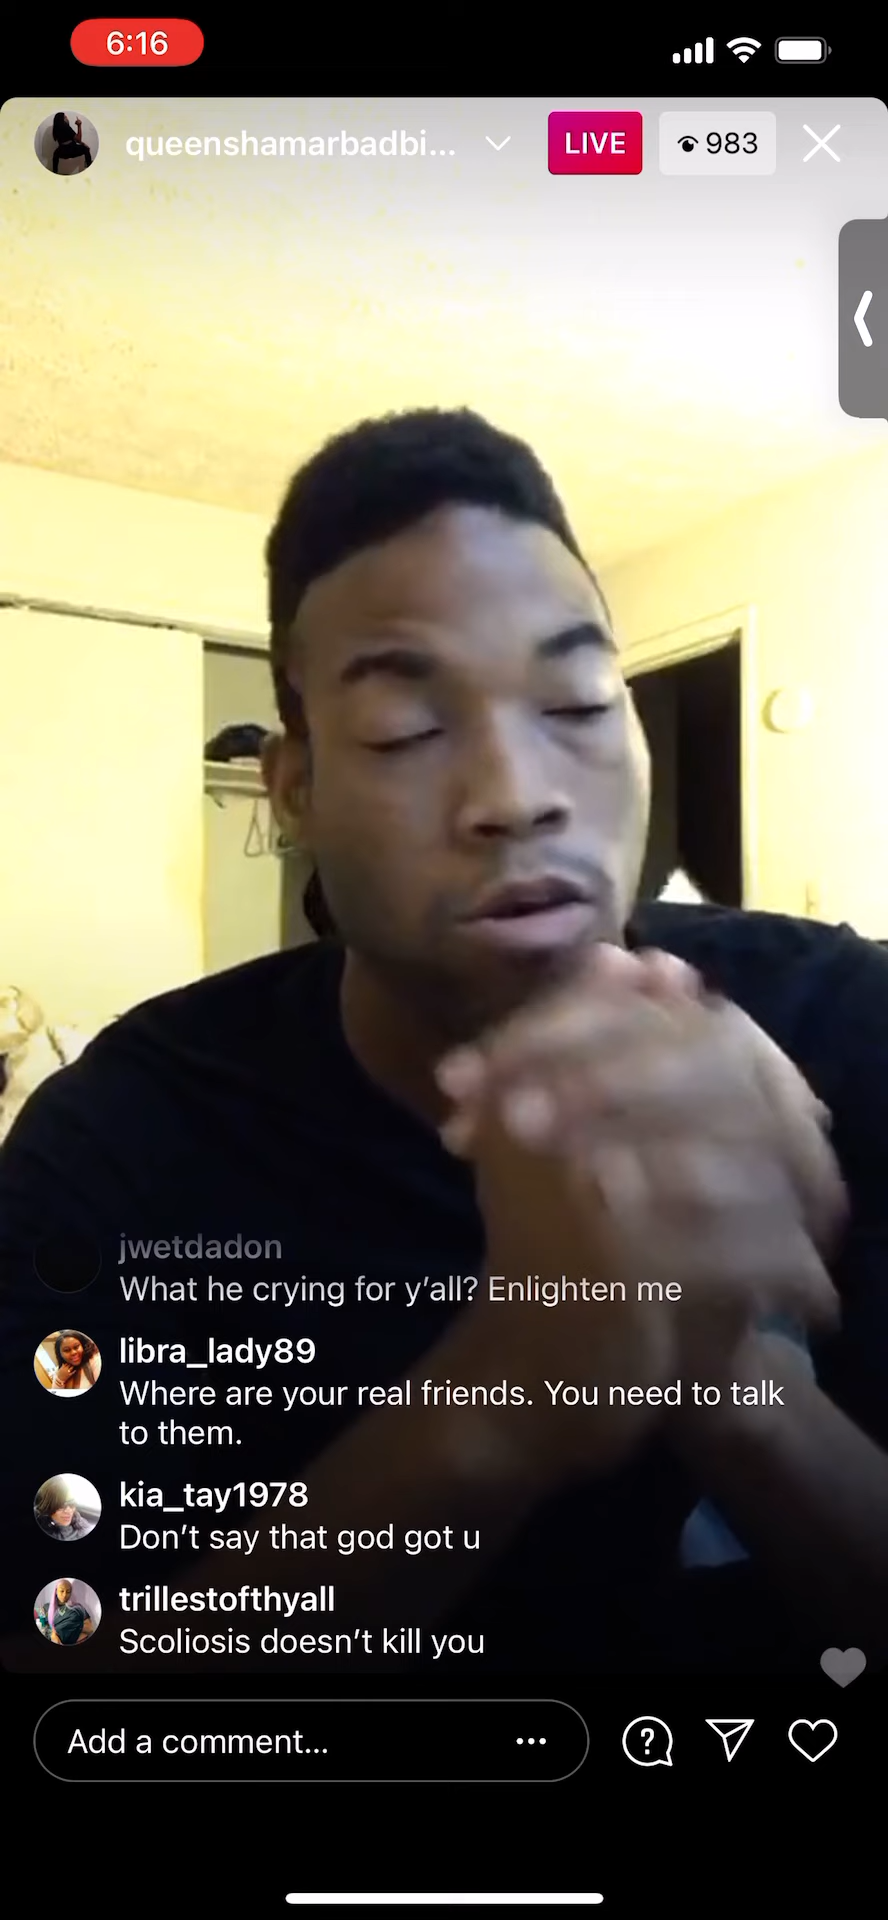 6:16
queenshamarbadbi...
LIVE
983
jwetdadon
What he crying for y’all? Enlighten me
libra_lady89
Where are your real friends. You need to talk
to them.
kia_tay1978
Don’t say that god got u
trillestofthyall
Scoliosis doesn’t kill you
Add a comment...